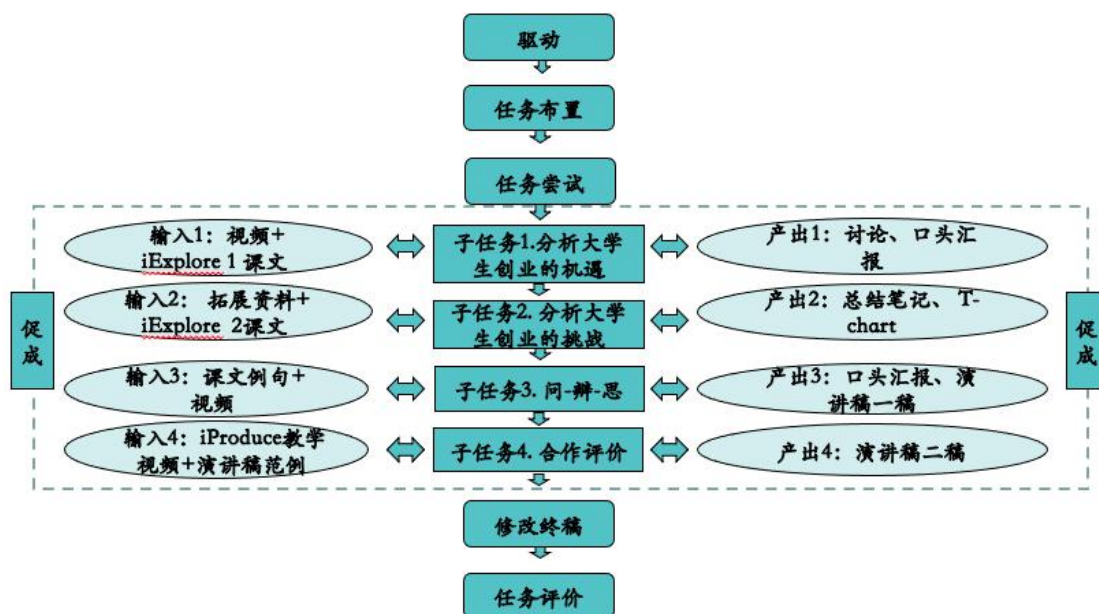 驱动
任务布置
任务尝试
输入1：视频+
iExplore 1 课文
子任务1.分析大学
生创业的机遇
产出1：讨论、口头汇
报
输入2：拓展资料+
iExplore 2课文
子任务2. 分析大学
生创业的挑战
产出2：总结笔记、T-
chart
促
成
促
成
输入3：课文例句+
视频
子任务3. 问-辩-思
产出3：口头汇报、演
讲稿一稿
输入4：iProduce教学
视频+演讲稿范例
子任务4. 合作评价
产出4：演讲稿二稿
修改终稿
任务评价